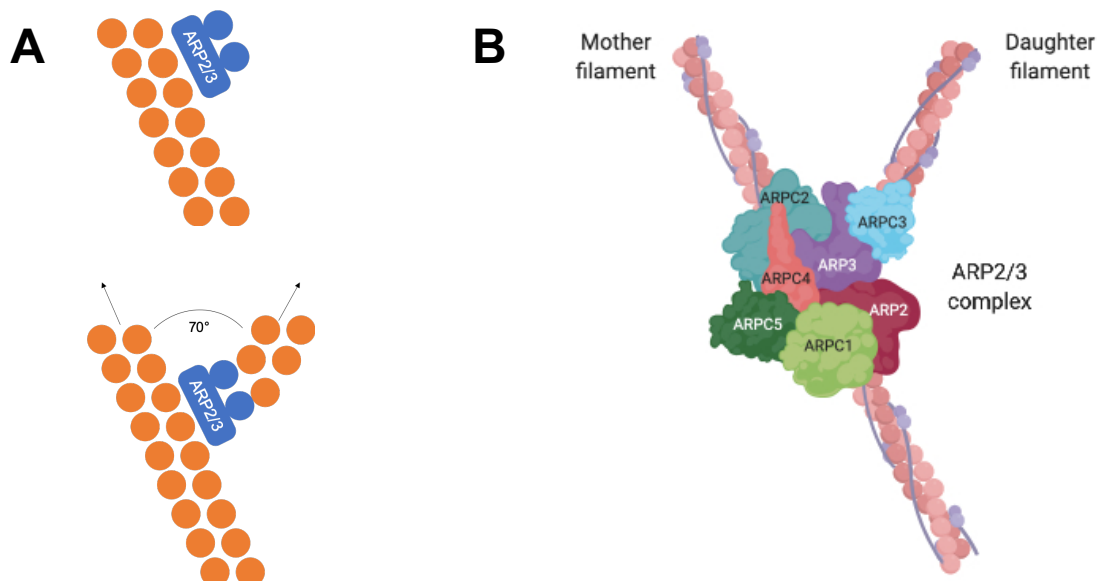 A
ARP2/3
70°
ARP2/3
B
Mother
filament
Daughter
filament
ARPC2
ARPC3
ARP3
ARPC4
ARP2/3
complex
ARP2
ARPC5
ARPC1